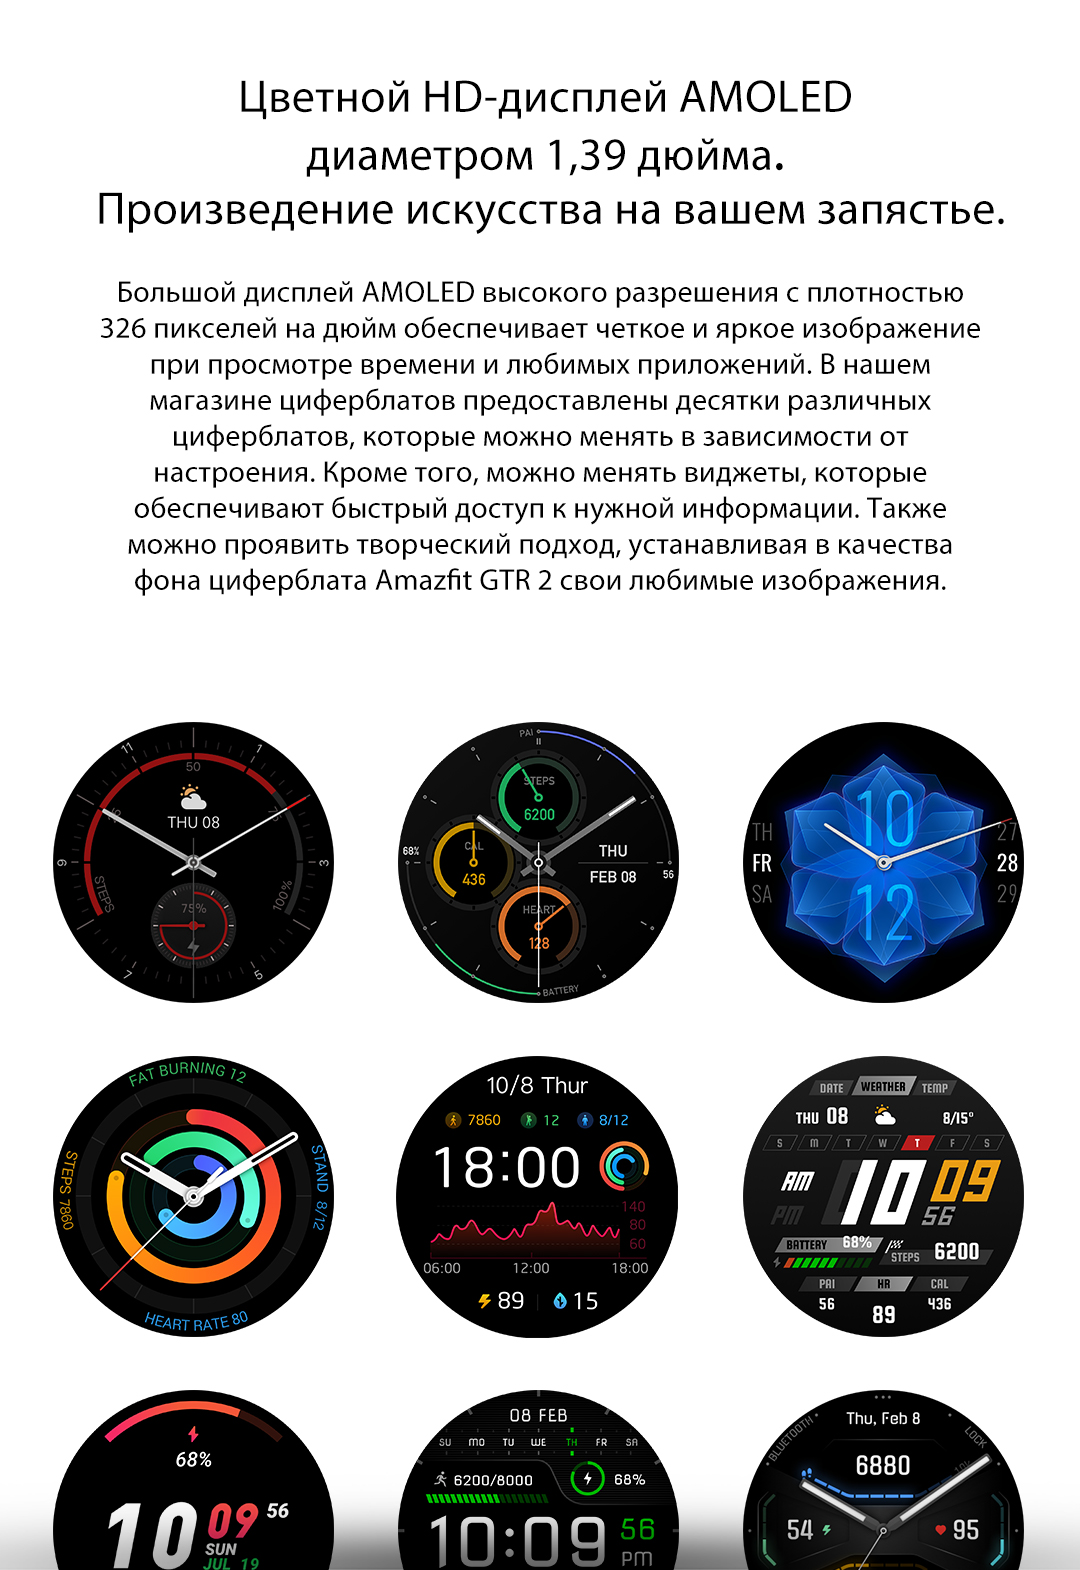 Цветной HD-дисплей AMOLED
диаметром 1,39 дюйма.
Произведение искусства на вашем запястье.
Большой дисплей AMOLED высокого разрешения с плотностью
326 пикселей на дюйм обеспечивает четкое и яркое изображение
при просмотре времени и любимых приложений. В нашем
магазине циферблатов предоставлены десятки различных
циферблатов, которые можно менять в зависимости от
настроения. Кроме того, можно менять виджеты, которые
обеспечивают быстрый доступ к нужной информации. Также
можно проявить творческий подход, устанавливая в качества
фона циферблата Amazfit GTR 2 свои любимые изображения.
11 1
50
THU 08
9 3
STEPS 100%
75%
7 5
PAI
STEPS
6200
68% CAL
436
THU
FEB 08 56
HEART
128
BATTERY
10
TH 27
FR 28
SA 29
12
FAT BURNING 12
STEPS 7860
STAND 8/12
HEART RATE 80
10/8 Thur
7860 12 8/12
18:00
140
80
60
06:00 12:00 18:00
89 15
DATE WEATHER TEMP
THU 08 8/15°
S M T W T F S
AM 10 09
PM 56
BATTERY 68% STEPS 6200
PAI HR CAL
56 89 436
68%
10 09 56
SUN
JUL 19
08 FEB
SU MO TU WE TH FR SA
6200/8000 68%
10:09 56
PM
Thu, Feb 8
BLUETOOTH LOCK
6880
54 95